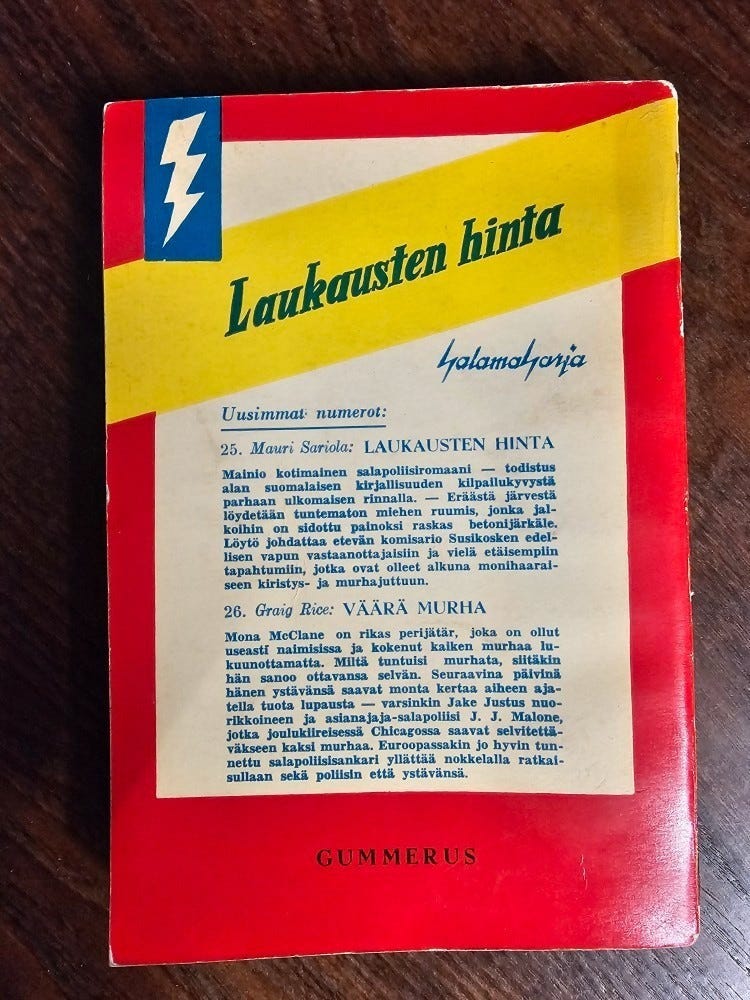 Laukausten hinta
salamasarja
Uusimmat numerot:
25. Mauri Sariola: LAUKAUSTEN HINTA
Mainio kotimainen salapoliisiromaani — todistus
alan suomalaisen kirjallisuuden kilpailukyvystä
parhaan ulkomaisen rinnalla. — Eräästä järvestä
löydetään tuntematon miehen ruumis, jonka jal-
koihin on sidottu painoksi raskas betonijärkäle.
Löytö johdattaa etevän komisario Susikosken edel-
lisen vapun vastaanottajaisiin ja vielä etäisempiin
tapahtumiin, jotka ovat olleet alkuna monihaarai-
seen kiristys- ja murhajuttuun.
26. Graig Rice: VÄÄRÄ MURHA
Mona McClane on rikas perijätär, joka on ollut
useasti naimisissa ja kokenut kaiken murhaa lu-
kuunottamatta. Miltä tuntuisi murhata, siitäkin
hän sanoo ottavansa selvän. Seuraavina päivinä
hänen ystävänsä saavat monta kertaa aiheen aja-
tella tuota lupausta — varsinkin Jake Justus nuo-
rikkoineen ja asianajaja-salapoliisi J. J. Malone,
jotka joulukiireisessä Chicagossa saavat selvitettä-
väkseen kaksi murhaa. Euroopassakin jo hyvin tun-
nettu salapoliisisankari yllättää nokkelalla ratkai-
sullaan sekä poliisin että ystävänsä.
GUMMERUS